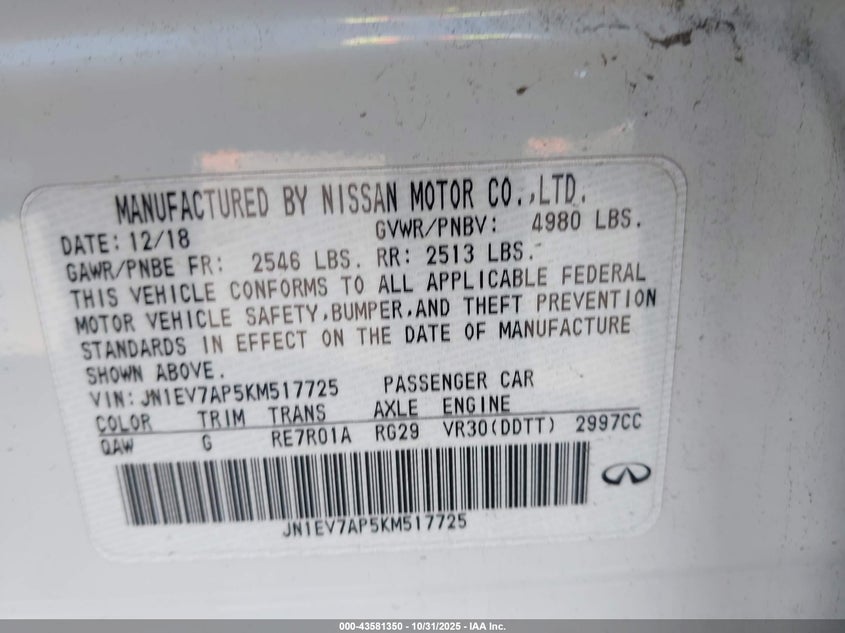 MANUFACTURED BY NISSAN MOTOR CO.,LTD.
DATE: 12/18 GVWR/PNBV: 4980 LBS.
GAWR/PNBE FR: 2546 LBS. RR: 2513 LBS.
THIS VEHICLE CONFORMS TO ALL APPLICABLE FEDERAL
MOTOR VEHICLE SAFETY,BUMPER,AND THEFT PREVENTION
STANDARDS IN EFFECT ON THE DATE OF MANUFACTURE
SHOWN ABOVE.
VIN: JN1EV7AP5KM517725 PASSENGER CAR
COLOR TRIM TRANS AXLE ENGINE
QAW G RE7R01A RG29 VR30(DDTT) 2997CC
JN1EV7AP5KM517725
000-43581350 - 10/31/2025 - IAA Inc.